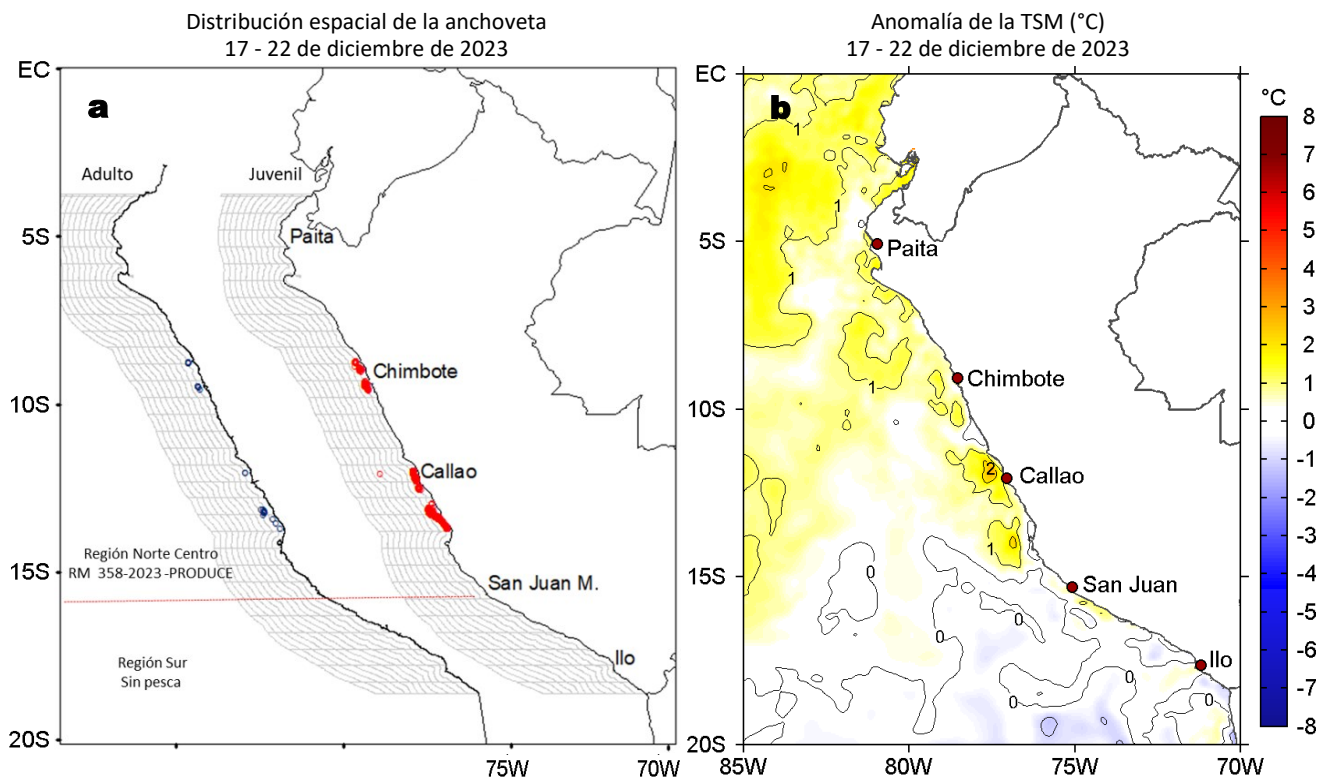 Distribución espacial de la anchoveta
17 - 22 de diciembre de 2023
EC
a
Adulto
Juvenil
5S
Paita
Chimbote
10S
Callao
Región Norte Centro
RM 358-2023 -PRODUCE
15S
San Juan M.
Ilo
Región Sur
Sin pesca
20S
75W
70W
Anomalía de la TSM (°C)
17 - 22 de diciembre de 2023
EC
b
1
1
5S
Paita
1
1
Chimbote
10S
2
Callao
1
0
15S
San Juan
0
0
0
Ilo
0
0
0
20S
85W
80W
75W
70W
°C
8
7
6
5
4
3
2
1
0
-1
-2
-3
-4
-5
-6
-7
-8